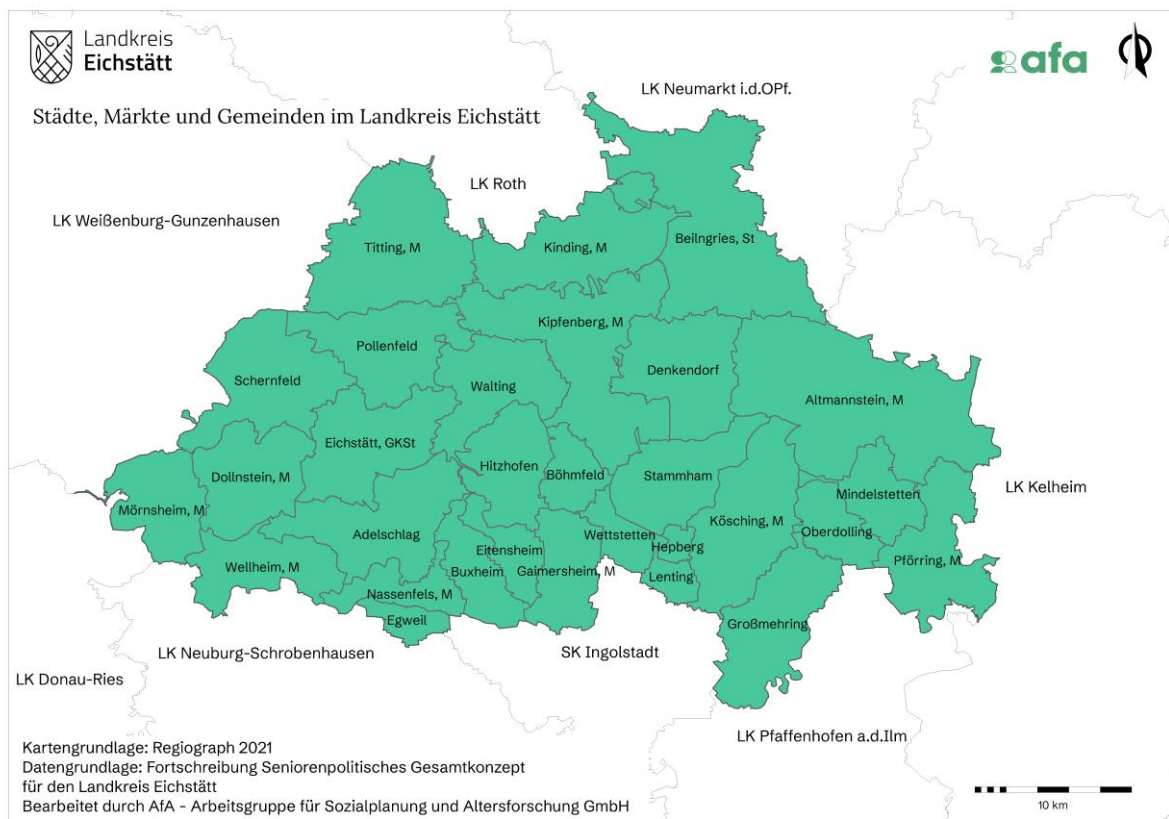 Landkreis
Eichstätt
afa
Städte, Märkte und Gemeinden im Landkreis Eichstätt
LK Neumarkt i.d.OPf.
LK Roth
LK Weißenburg-Gunzenhausen
Titting, M
Kinding, M
Beilngries, St
Kipfenberg, M
Pollenfeld
Denkendorf
Schernfeld
Walting
Altmannstein, M
Eichstätt, GKSt
Hitzhofen
Böhmfeld
Stammham
Dollnstein, M
LK Kelheim
Mindelstetten
Mörnsheim, M
Kösching, M
Adelschlag
Wettstetten
Oberdolling
Eitensheim
Hepberg
Pförring, M
Wellheim, M
Buxheim
Gaimersheim, M
Lenting
Nassenfels, M
Egweil
Großmehring
LK Neuburg-Schrobenhausen
SK Ingolstadt
LK Donau-Ries
LK Pfaffenhofen a.d.Ilm
Kartengrundlage: Regiograph 2021
Datengrundlage: Fortschreibung Seniorenpolitisches Gesamtkonzept
für den Landkreis Eichstätt
Bearbeitet durch AfA - Arbeitsgruppe für Sozialplanung und Altersforschung GmbH
10 km